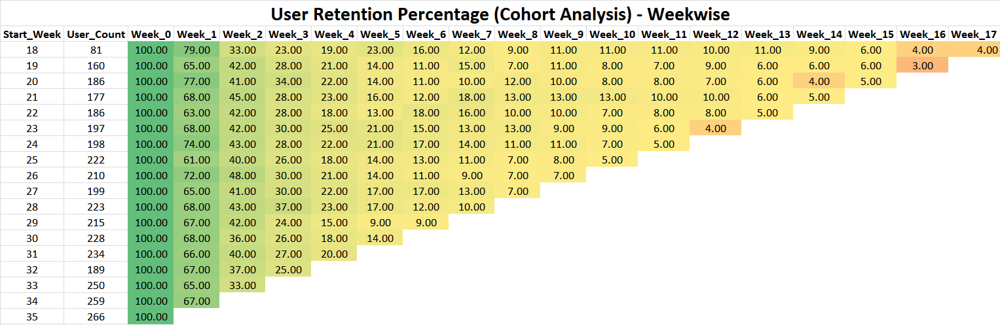 User Retention Percentage (Cohort Analysis) - Weekwise
Start_Week User_Count Week_0 Week_1 Week_2 Week_3 Week_4 Week_5 Week_6 Week_7 Week_8 Week_9 Week_10 Week_11 Week_12 Week_13 Week_14 Week_15 Week_16 Week_17
18 81 100.00 79.00 33.00 23.00 19.00 23.00 16.00 12.00 9.00 11.00 11.00 11.00 10.00 11.00 9.00 6.00 4.00 4.00
19 160 100.00 65.00 42.00 28.00 21.00 14.00 11.00 15.00 7.00 11.00 8.00 7.00 9.00 6.00 6.00 6.00 3.00
20 186 100.00 77.00 41.00 34.00 22.00 14.00 11.00 10.00 12.00 10.00 8.00 8.00 7.00 6.00 4.00 5.00
21 177 100.00 68.00 45.00 28.00 23.00 16.00 12.00 18.00 13.00 13.00 13.00 10.00 10.00 6.00 5.00
22 186 100.00 63.00 42.00 28.00 18.00 13.00 18.00 16.00 10.00 10.00 7.00 8.00 8.00 5.00
23 197 100.00 68.00 42.00 30.00 25.00 21.00 15.00 13.00 13.00 9.00 9.00 6.00 4.00
24 198 100.00 74.00 43.00 28.00 22.00 21.00 17.00 14.00 11.00 11.00 7.00 5.00
25 222 100.00 61.00 40.00 26.00 18.00 14.00 13.00 11.00 7.00 8.00 5.00
26 210 100.00 72.00 48.00 30.00 21.00 14.00 11.00 9.00 7.00 7.00
27 199 100.00 65.00 41.00 30.00 22.00 17.00 17.00 13.00 7.00
28 223 100.00 68.00 43.00 37.00 23.00 17.00 12.00 10.00
29 215 100.00 67.00 42.00 24.00 15.00 9.00 9.00
30 228 100.00 68.00 36.00 26.00 18.00 14.00
31 234 100.00 66.00 40.00 27.00 20.00
32 189 100.00 67.00 37.00 25.00
33 250 100.00 65.00 33.00
34 259 100.00 67.00
35 266 100.00